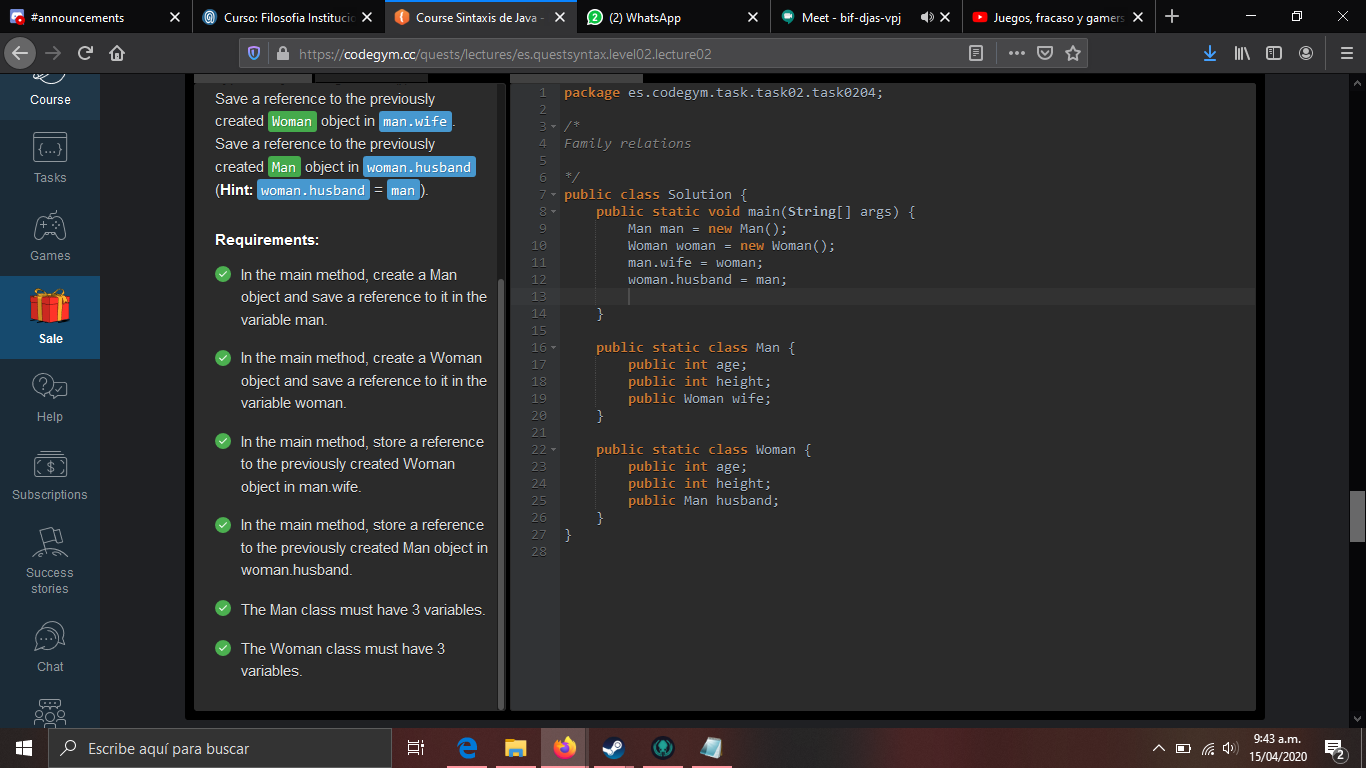 #announcements
Curso: Filosofia Institucio
Course Sintaxis de Java -
(2) WhatsApp
Meet - bif-djas-vpj
Juegos, fracaso y gamers
https://codegym.cc/quests/lectures/es.questsyntax.level02.lecture02
Course
Tasks
Games
Sale
Help
Subscriptions
Success
stories
Chat
Save a reference to the previously
created Woman object in man.wife.
Save a reference to the previously
created Man object in woman.husband
(Hint: woman.husband = man).
Requirements:
In the main method, create a Man
object and save a reference to it in the
variable man.
In the main method, create a Woman
object and save a reference to it in the
variable woman.
In the main method, store a reference
to the previously created Woman
object in man.wife.
In the main method, store a reference
to the previously created Man object in
woman.husband.
The Man class must have 3 variables.
The Woman class must have 3
variables.
1 package es.codegym.task.task02.task0204;
2
3 /*
4 Family relations
5
6 */
7 public class Solution {
8 public static void main(String[] args) {
9 Man man = new Man();
10 Woman woman = new Woman();
11 man.wife = woman;
12 woman.husband = man;
13
14 }
15
16 public static class Man {
17 public int age;
18 public int height;
19 public Woman wife;
20 }
21
22 public static class Woman {
23 public int age;
24 public int height;
25 public Man husband;
26 }
27 }
28
Escribe aquí para buscar
9:43 a.m.
15/04/2020
2